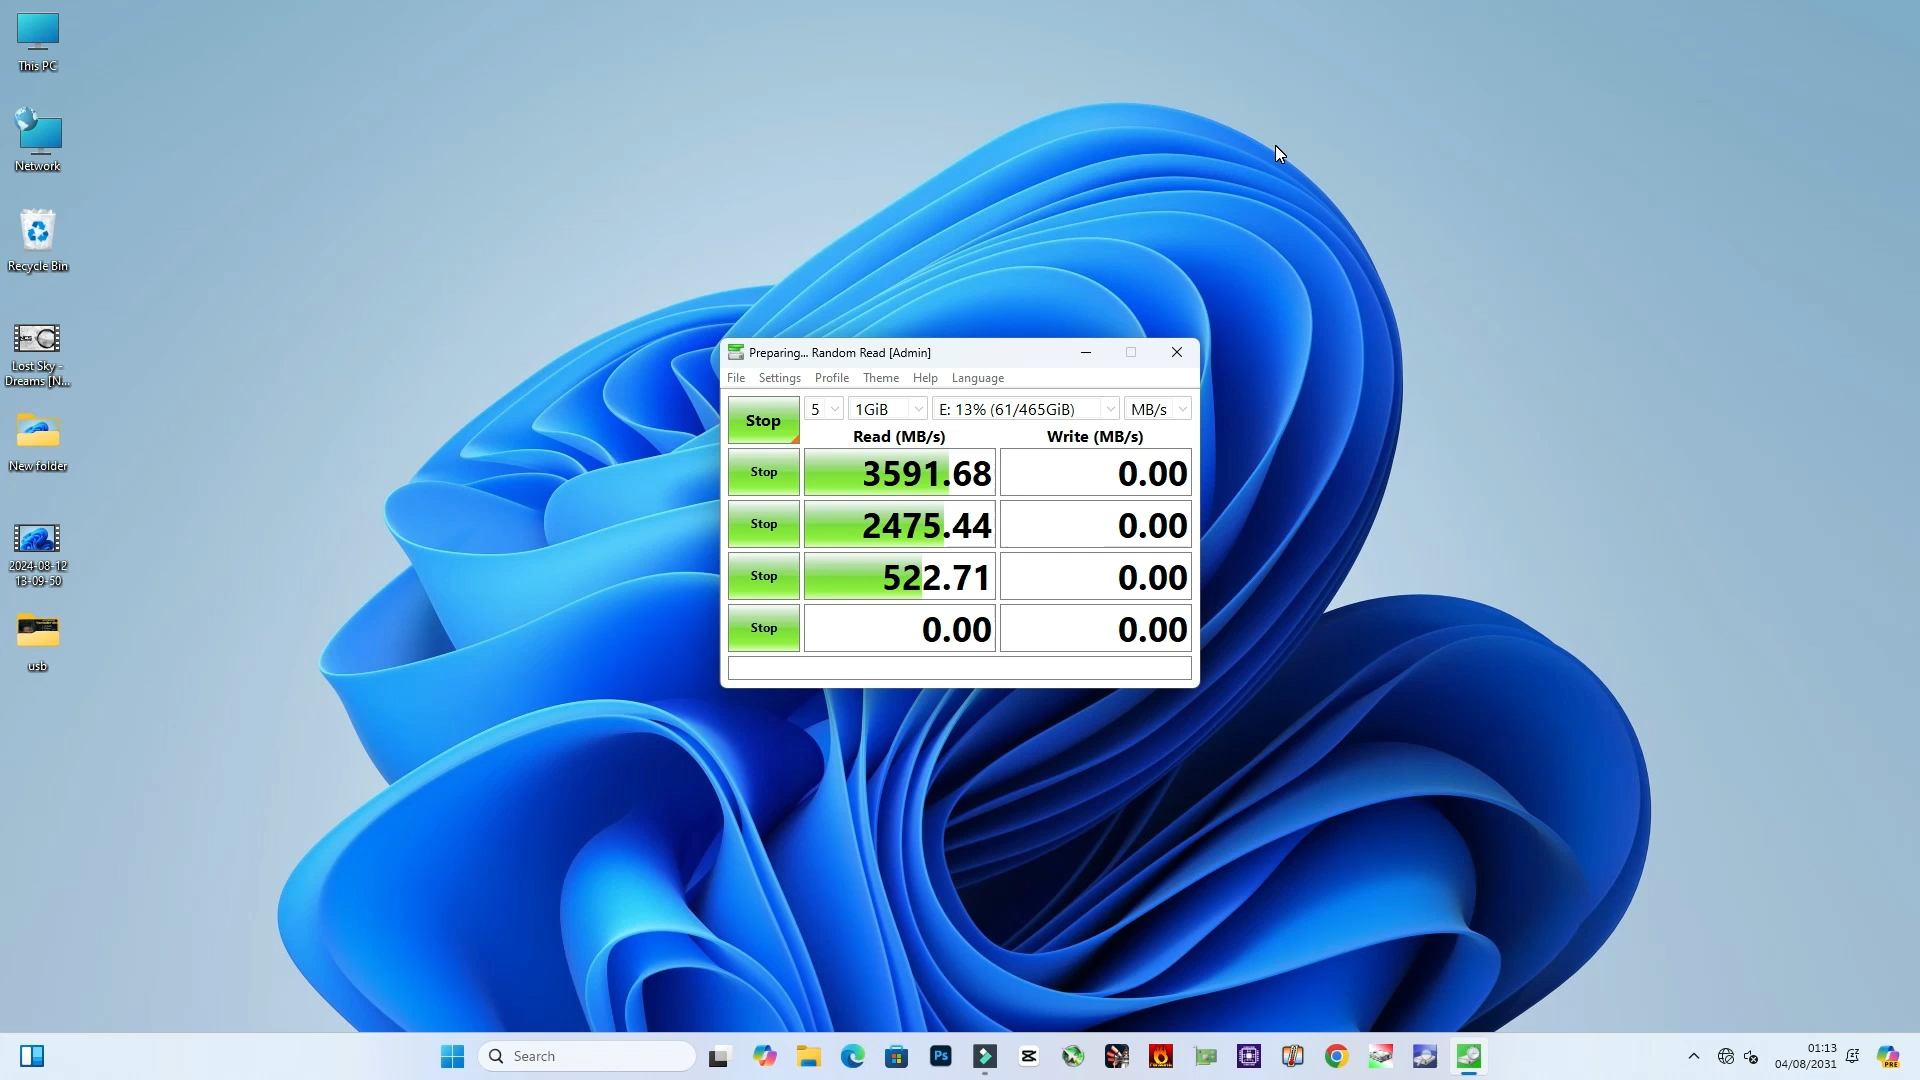 This PC
Network
Recycle Bin
Lost Sky -
Dreams [N...
New folder
2024-08-12
13-09-50
usb
Preparing... Random Read [Admin]
File Settings Profile Theme Help Language
Stop 5 1GiB E: 13% (61/465GiB) MB/s
Read (MB/s) Write (MB/s)
Stop 3591.68 0.00
Stop 2475.44 0.00
Stop 522.71 0.00
Stop 0.00 0.00
Search
Ps
PRE
01:13
04/08/2031